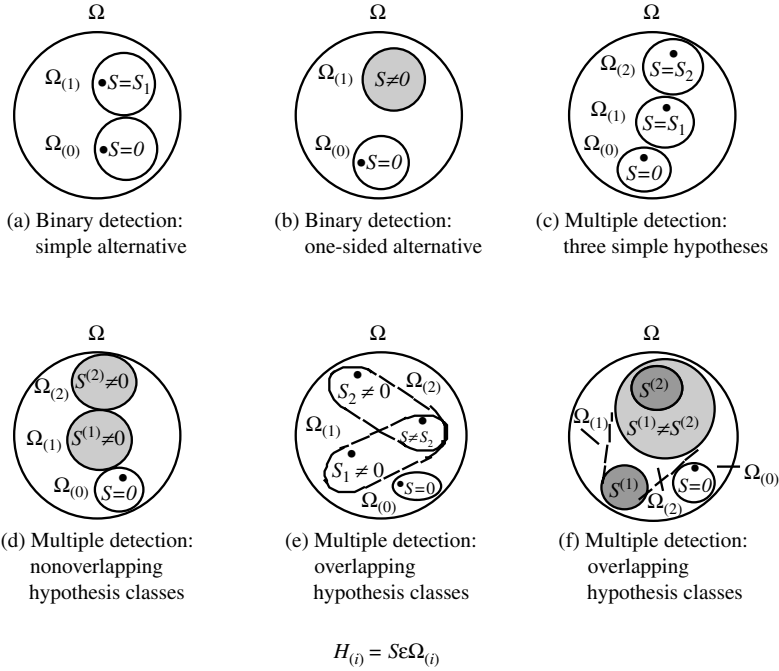 Ω
Ω(1)
S=S1
Ω(0)
S=0
(a) Binary detection:
simple alternative
Ω
Ω(1)
S≠0
Ω(0)
S=0
(b) Binary detection:
one-sided alternative
Ω
Ω(2)
S=S2
Ω(1)
S=S1
Ω(0)
S=0
(c) Multiple detection:
three simple hypotheses
Ω
Ω(2)
S(2)≠0
Ω(1)
S(1)≠0
Ω(0)
S=0
(d) Multiple detection:
nonoverlapping
hypothesis classes
Ω
S2 ≠ 0
Ω(2)
Ω(1)
S≠S2
S1 ≠ 0
Ω(0)
S=0
(e) Multiple detection:
overlapping
hypothesis classes
Ω
S(2)
Ω(1)
S(1)≠S(2)
Ω(0)
S(1)
Ω(2)
S=0
(f) Multiple detection:
overlapping
hypothesis classes
H(i) = SεΩ(i)